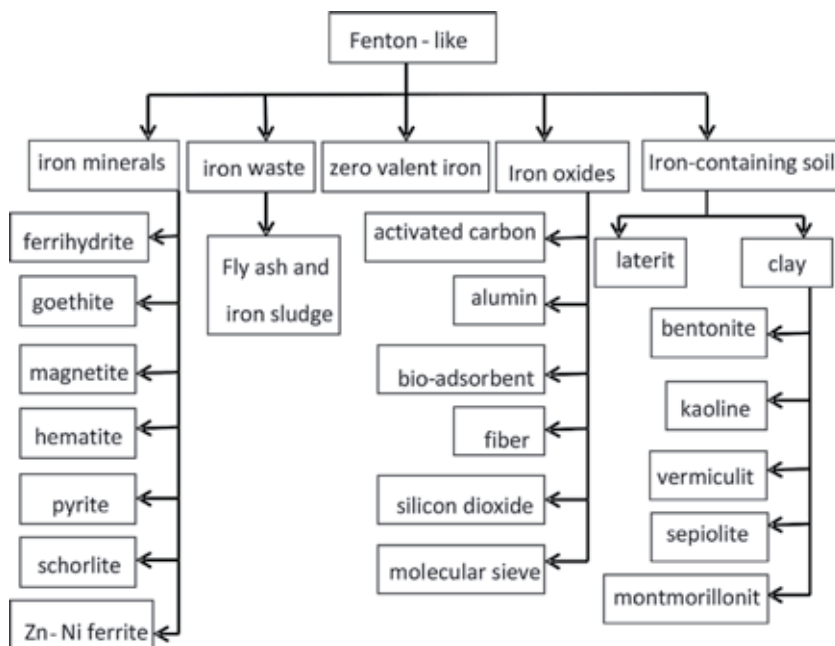 Fenton - like
iron minerals
iron waste
zero valent iron
Iron oxides
Iron-containing soil
ferrihydrite
goethite
magnetite
hematite
pyrite
schorlite
Zn- Ni ferrite
Fly ash and
iron sludge
activated carbon
alumin
bio-adsorbent
fiber
silicon dioxide
molecular sieve
laterit
clay
bentonite
kaoline
vermiculit
sepiolite
montmorillonit